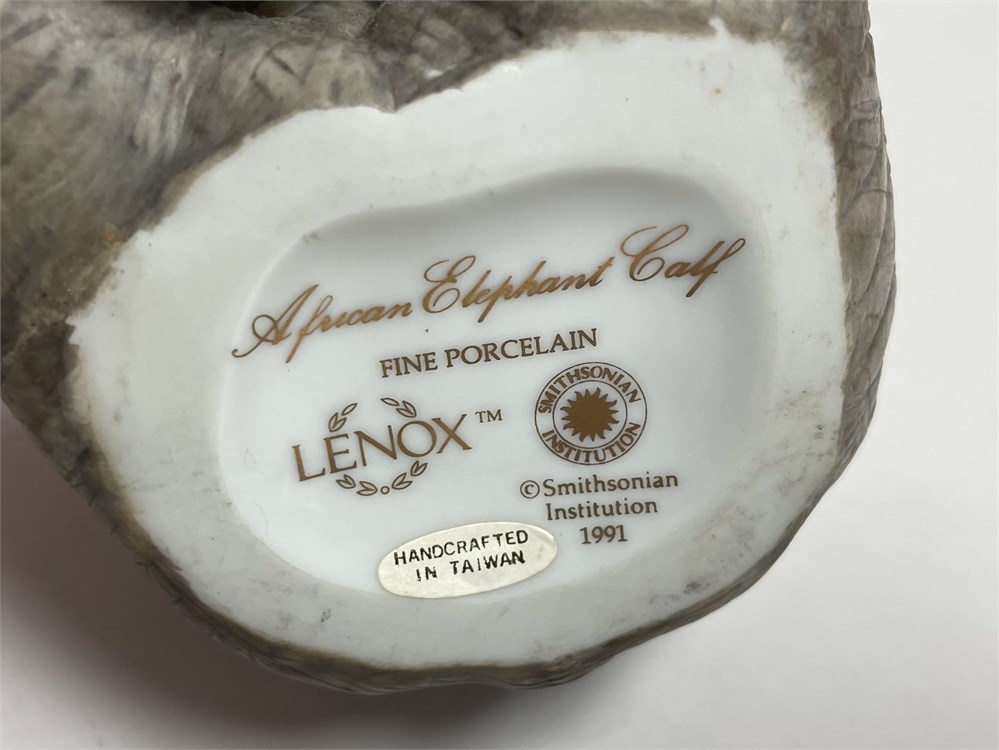 African Elephant Calf
FINE PORCELAIN
LENOX™
SMITHSONIAN
INSTITUTION
©Smithsonian
Institution
1991
HANDCRAFTED
IN TAIWAN